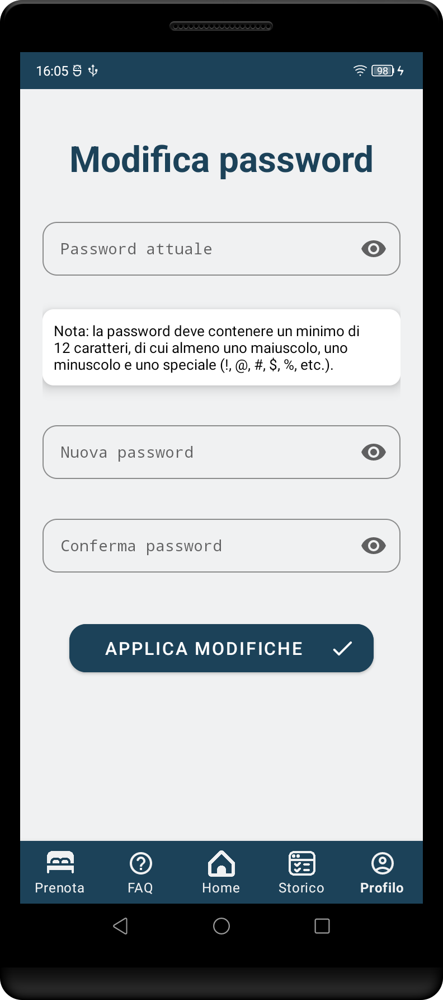 16:05
98
Modifica password
Password attuale
Nota: la password deve contenere un minimo di
12 caratteri, di cui almeno uno maiuscolo, uno
minuscolo e uno speciale (!, @, #, $, %, etc.).
Nuova password
Conferma password
APPLICA MODIFICHE
Prenota FAQ Home Storico Profilo